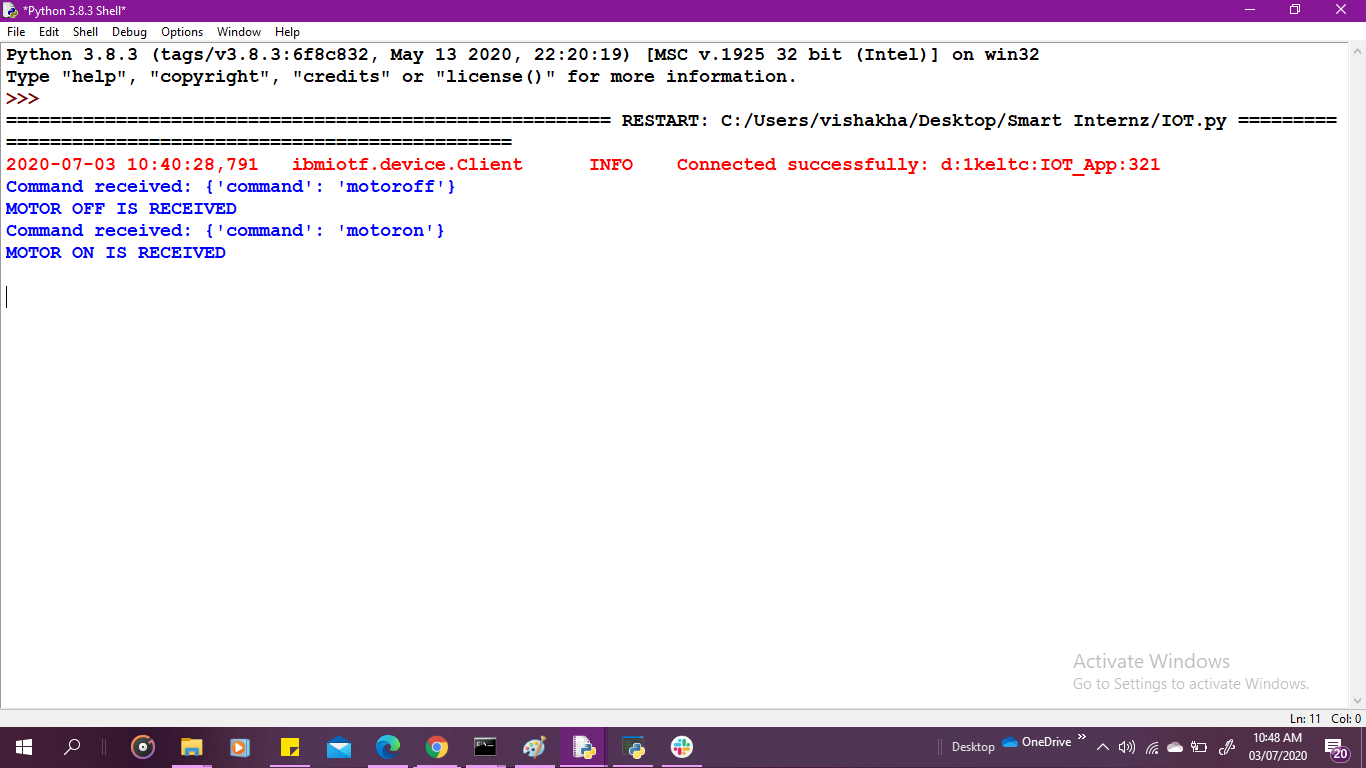 *Python 3.8.3 Shell*
File Edit Shell Debug Options Window Help
Python 3.8.3 (tags/v3.8.3:6f8c832, May 13 2020, 22:20:19) [MSC v.1925 32 bit (Intel)] on win32
Type "help", "copyright", "credits" or "license()" for more information.
>>>
======================================================= RESTART: C:/Users/vishakha/Desktop/Smart Internz/IOT.py =========
==============================================
2020-07-03 10:40:28,791   ibmiotf.device.Client      INFO    Connected successfully: d:1keltc:IOT_App:321
Command received: {'command': 'motoroff'}
MOTOR OFF IS RECEIVED
Command received: {'command': 'motoron'}
MOTOR ON IS RECEIVED
Activate Windows
Go to Settings to activate Windows.
Ln: 11 Col: 0
Desktop OneDrive
10:48 AM
03/07/2020
20